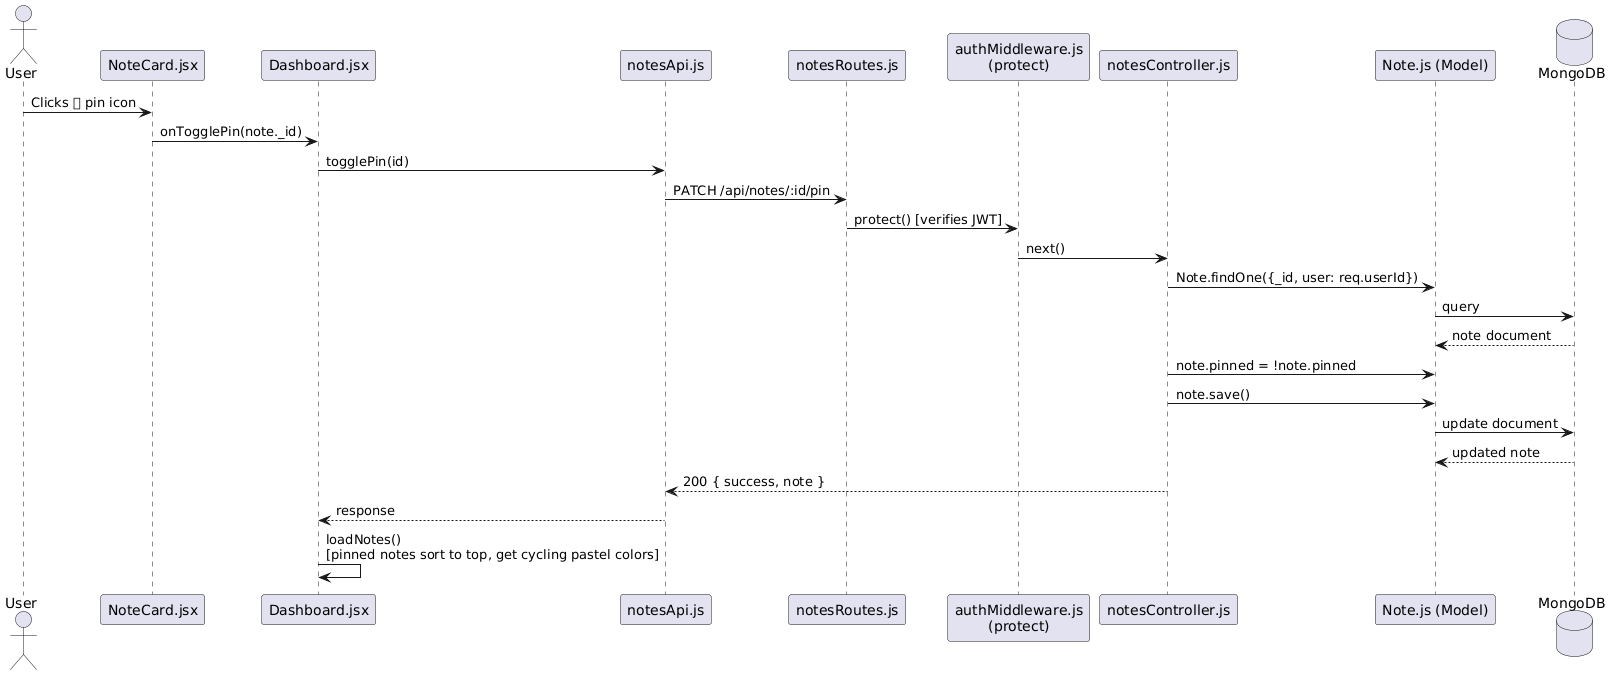 User
NoteCard.jsx
Dashboard.jsx
notesApi.js
notesRoutes.js
authMiddleware.js
(protect)
notesController.js
Note.js (Model)
MongoDB
Clicks ▯ pin icon
onTogglePin(note._id)
togglePin(id)
PATCH /api/notes/:id/pin
protect() [verifies JWT]
next()
Note.findOne({_id, user: req.userId})
query
note document
note.pinned = !note.pinned
note.save()
update document
updated note
200 { success, note }
response
loadNotes()
[pinned notes sort to top, get cycling pastel colors]
User
NoteCard.jsx
Dashboard.jsx
notesApi.js
notesRoutes.js
authMiddleware.js
(protect)
notesController.js
Note.js (Model)
MongoDB